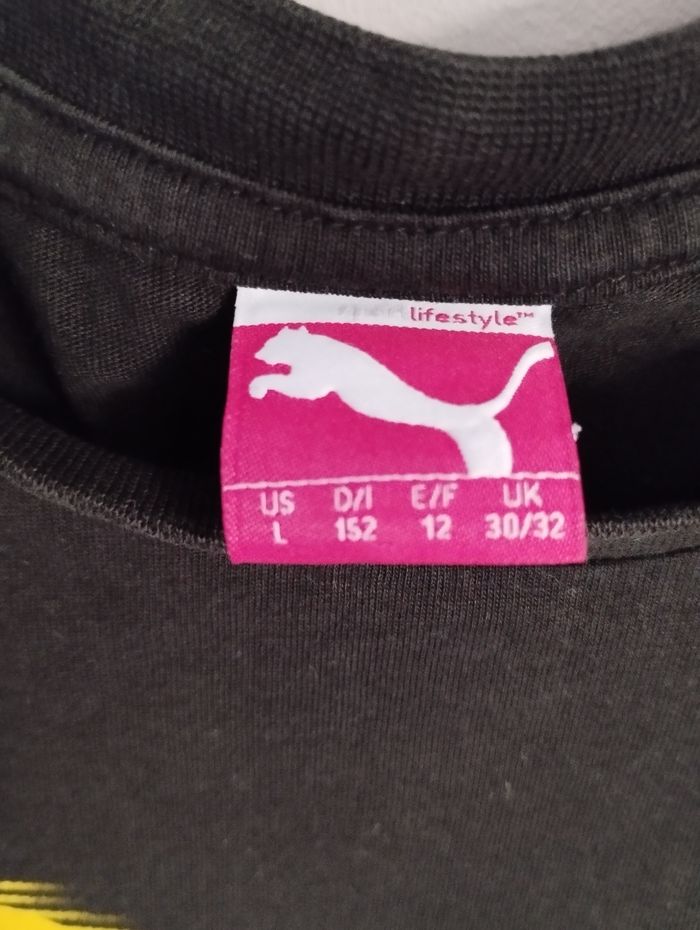 lifestyle™
US D/I E/F UK
L 152 12 30/32